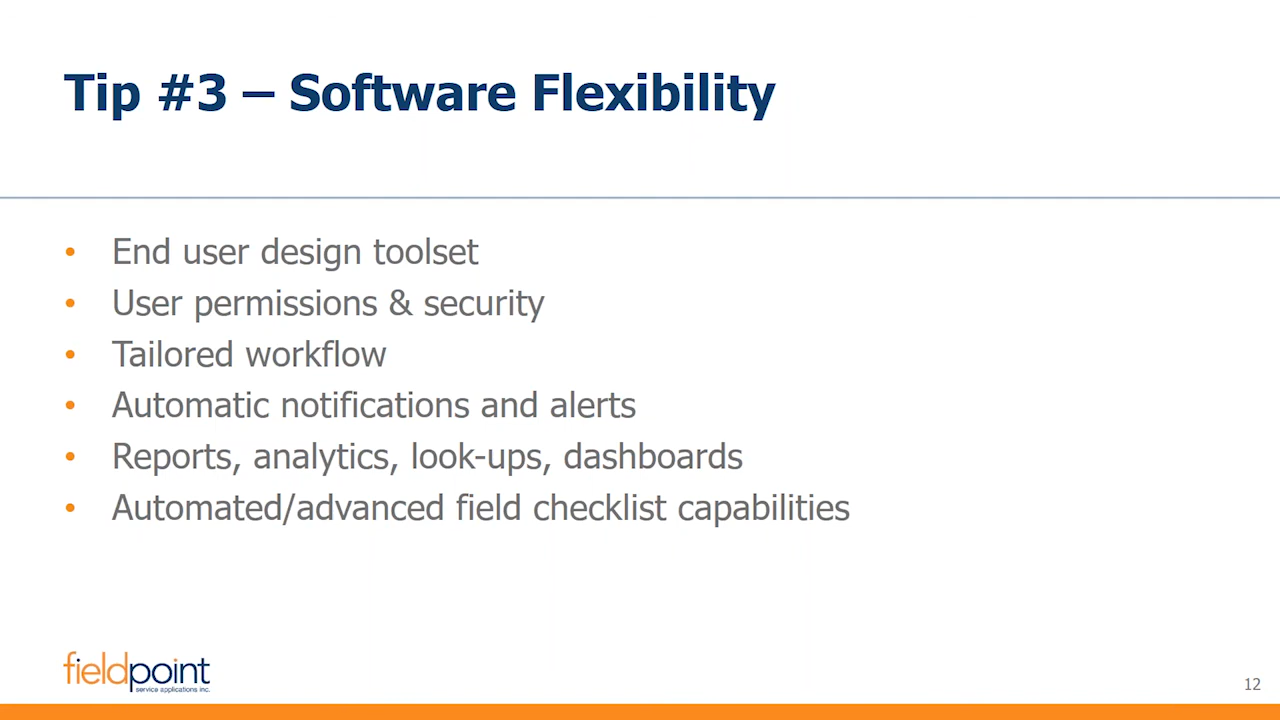 Tip #3 – Software Flexibility
• End user design toolset
• User permissions & security
• Tailored workflow
• Automatic notifications and alerts
• Reports, analytics, look-ups, dashboards
• Automated/advanced field checklist capabilities
fieldpoint
service applications inc.
12